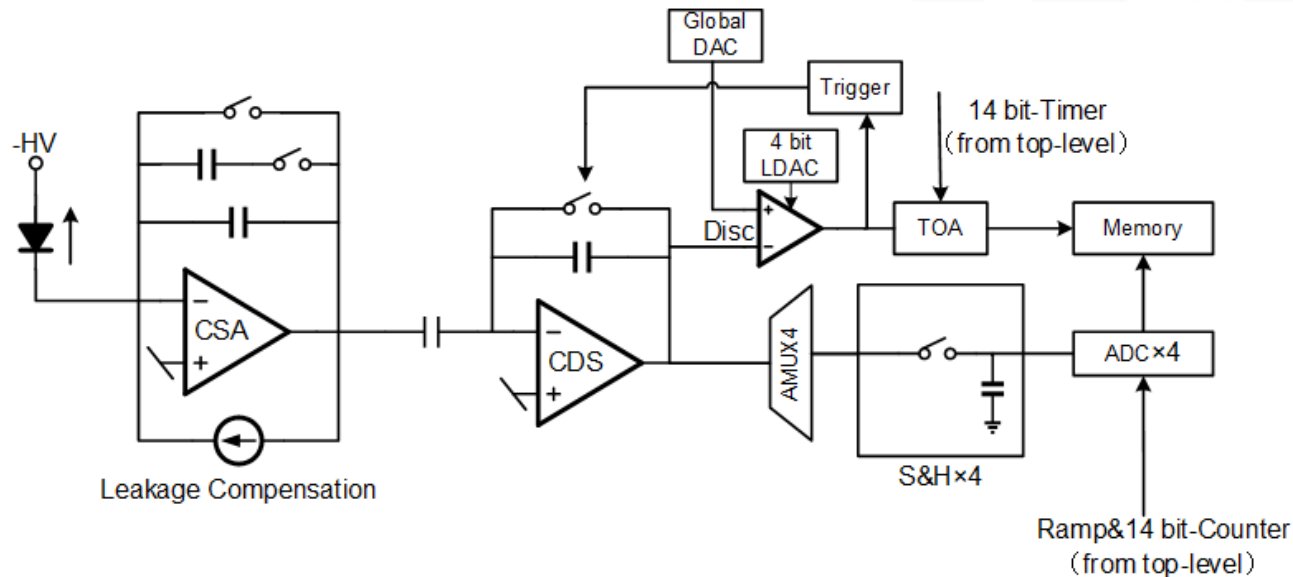 Global
DAC
Trigger
14 bit-Timer
（from top-level）
-HV
4 bit
LDAC
+
Disc
−
TOA
Memory
−
CSA
+
−
CDS
+
AMUX4
ADC×4
S&H×4
Leakage Compensation
Ramp&14 bit-Counter
（from top-level）